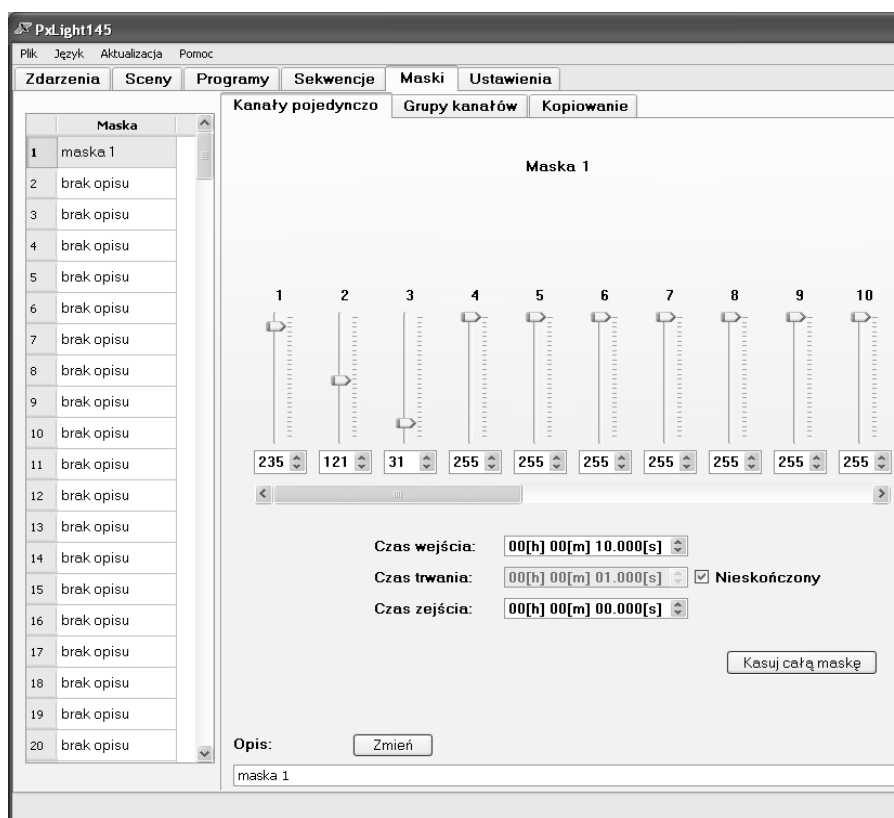 PxLight145
Plik Język Aktualizacja Pomoc
Zdarzenia Sceny Programy Sekwencje Maski Ustawienia
Kanały pojedynczo Grupy kanałów Kopiowanie
Maska
1 maska 1
2 brak opisu
3 brak opisu
4 brak opisu
5 brak opisu
6 brak opisu
7 brak opisu
8 brak opisu
9 brak opisu
10 brak opisu
11 brak opisu
12 brak opisu
13 brak opisu
14 brak opisu
15 brak opisu
16 brak opisu
17 brak opisu
18 brak opisu
19 brak opisu
20 brak opisu
Maska 1
1 2 3 4 5 6 7 8 9 10
235 121 31 255 255 255 255 255 255 255
Czas wejścia: 00[h] 00[m] 10.000[s]
Czas trwania: 00[h] 00[m] 01.000[s] Nieskończony
Czas zejścia: 00[h] 00[m] 00.000[s]
Kasuj całą maskę
Opis: Zmień
maska 1